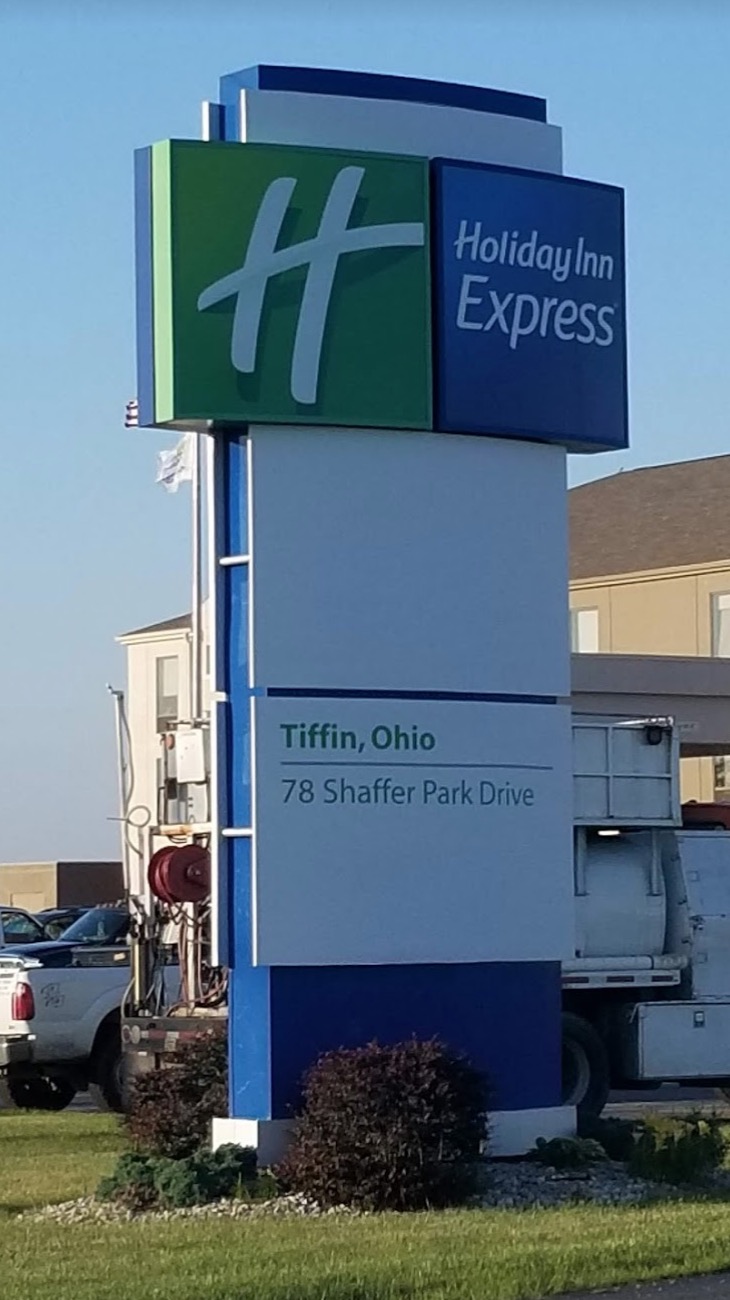 H
Holiday Inn
Express
Tiffin, Ohio
78 Shaffer Park Drive